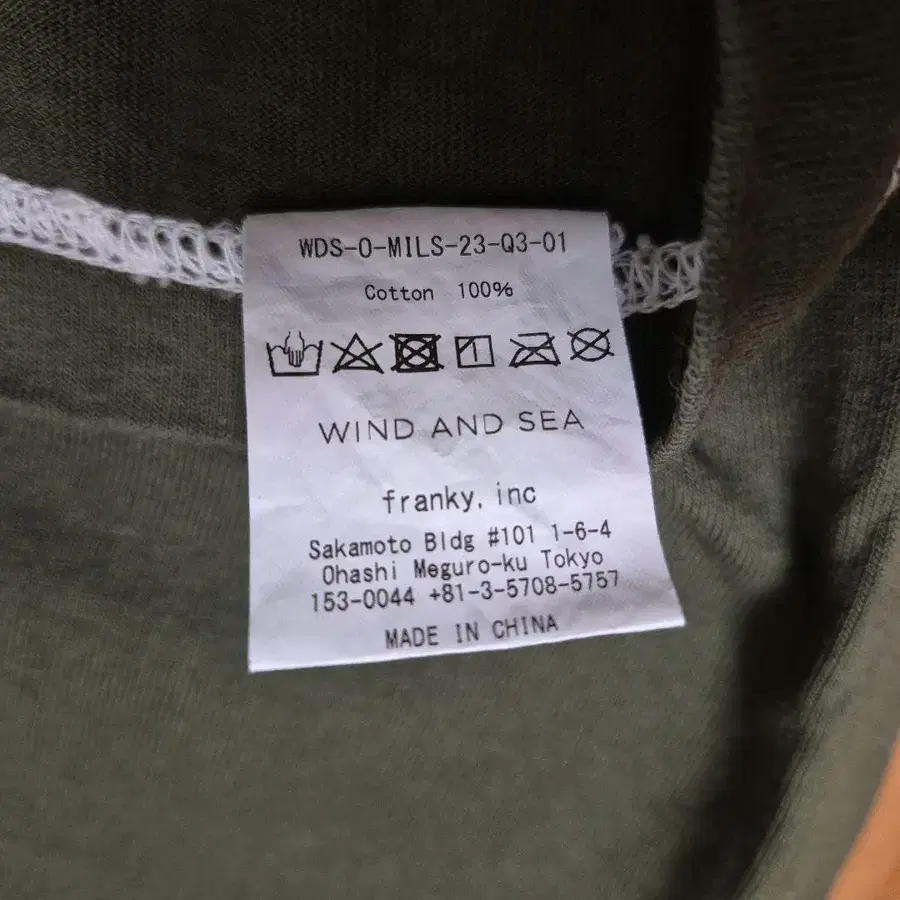 WDS-O-MILS-23-Q3-01
Cotton 100%
WIND AND SEA
franky, inc
Sakamoto Bldg #101 1-6-4
Ohashi Meguro-ku Tokyo
153-0044 +81-3-5708-5757
MADE IN CHINA